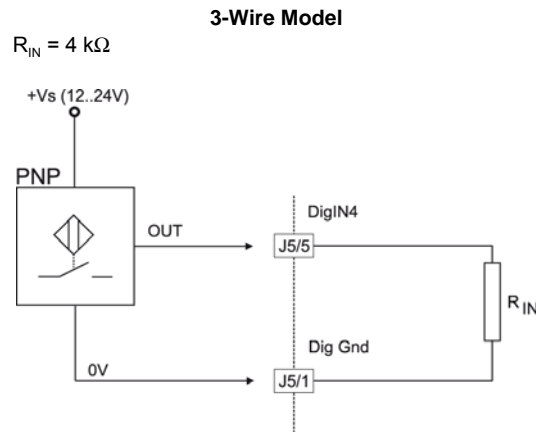 3-Wire Model
R_IN = 4 kΩ
+Vs (12..24V)
PNP
OUT
DigIN4
J5/5
R_IN
Dig Gnd
0V
J5/1